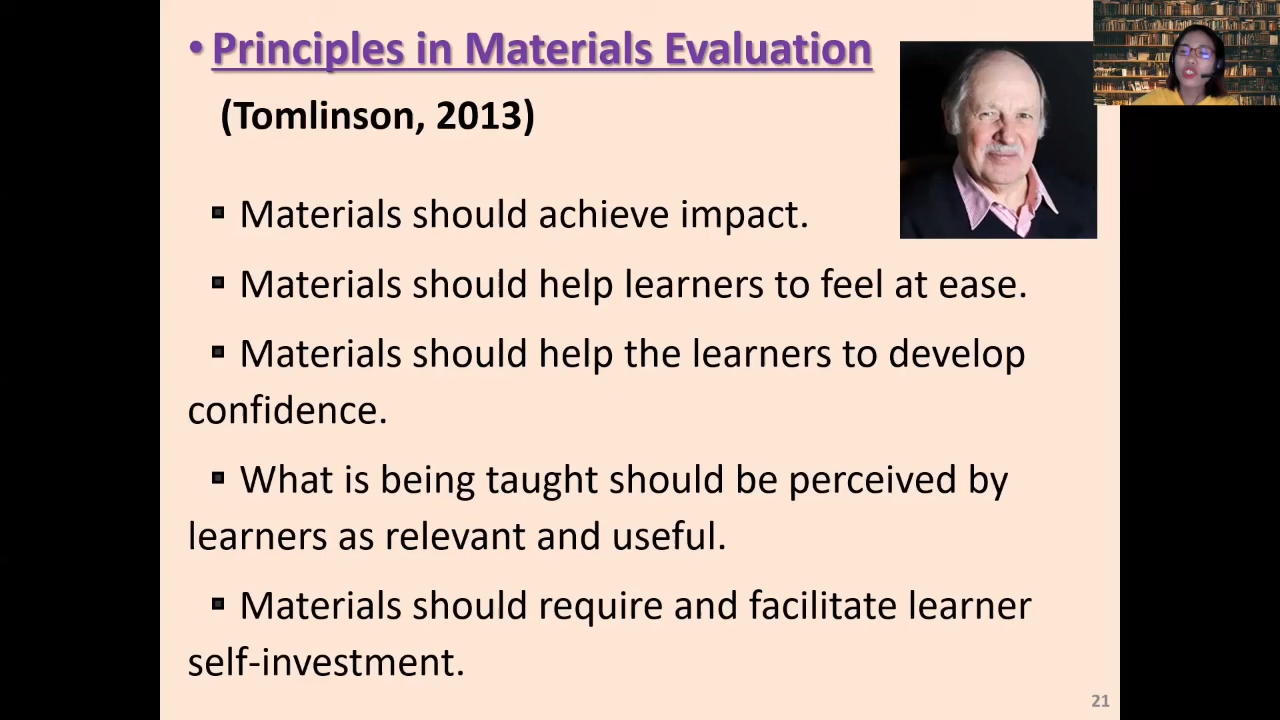 • Principles in Materials Evaluation
(Tomlinson, 2013)
▪ Materials should achieve impact.
▪ Materials should help learners to feel at ease.
▪ Materials should help the learners to develop
confidence.
▪ What is being taught should be perceived by
learners as relevant and useful.
▪ Materials should require and facilitate learner
self-investment.
21